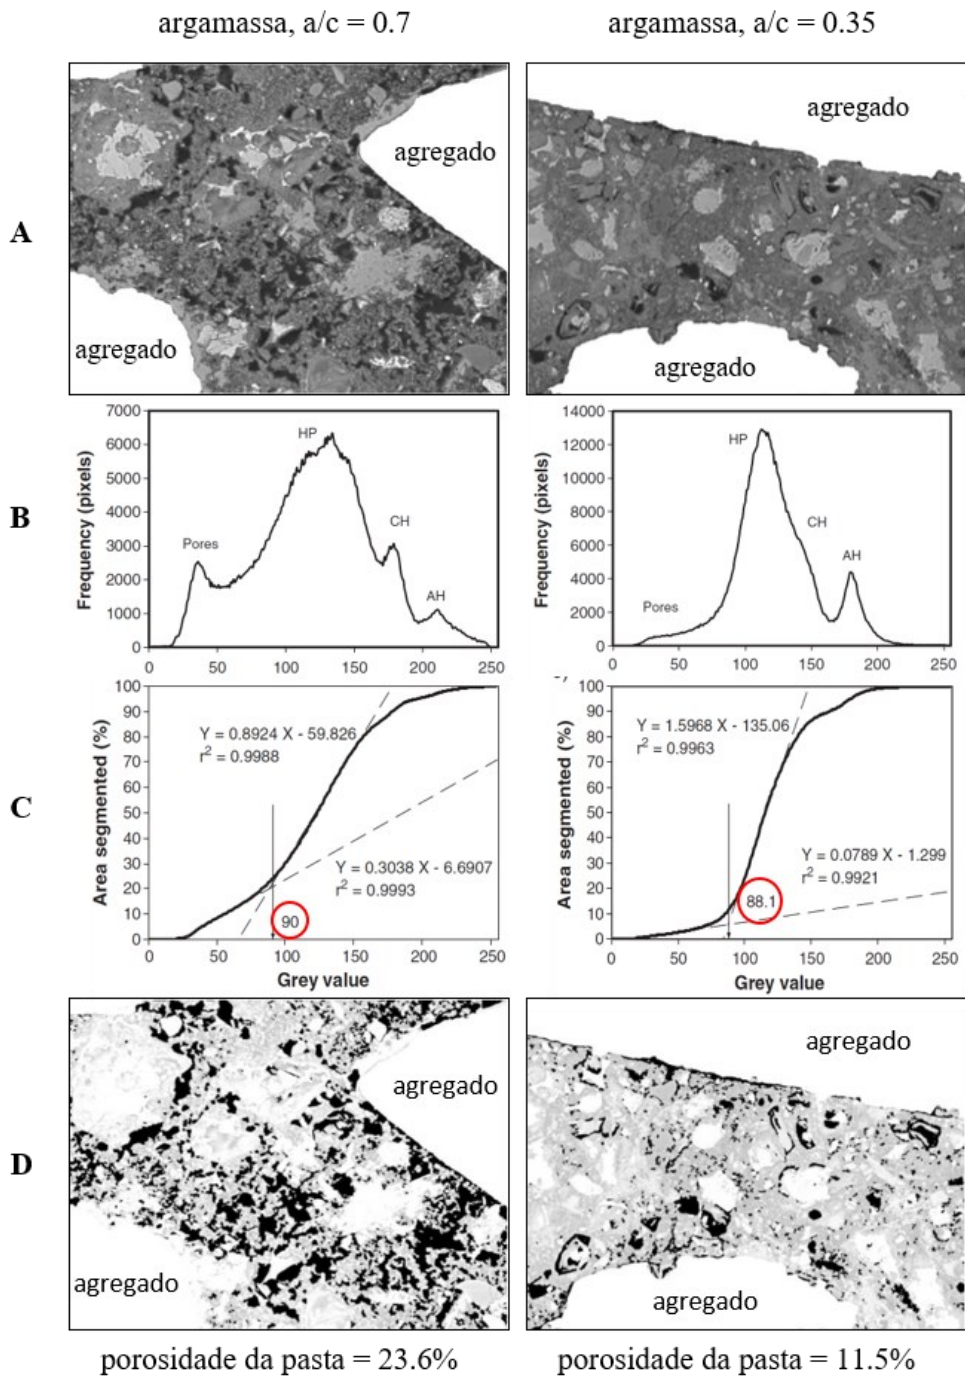 argamassa, a/c = 0.7
argamassa, a/c = 0.35
A
agregado
agregado
agregado
agregado
B
Frequency (pixels)
7000
6000
5000
4000
3000
2000
1000
0
Pores
HP
CH
AH
0 50 100 150 200 250
Frequency (pixels)
14000
12000
10000
8000
6000
4000
2000
0
Pores
HP
CH
AH
0 50 100 150 200 250
C
Area segmented (%)
100
90
80
70
60
50
40
30
20
10
0
Y = 0.8924 X - 59.826
r² = 0.9988
Y = 0.3038 X - 6.6907
r² = 0.9993
90
0 50 100 150 200 250
Grey value
Area segmented (%)
100
90
80
70
60
50
40
30
20
10
0
Y = 1.5968 X - 135.06
r² = 0.9963
Y = 0.0789 X - 1.299
r² = 0.9921
88.1
0 50 100 150 200 250
Grey value
D
agregado
agregado
agregado
agregado
porosidade da pasta = 23.6%
porosidade da pasta = 11.5%